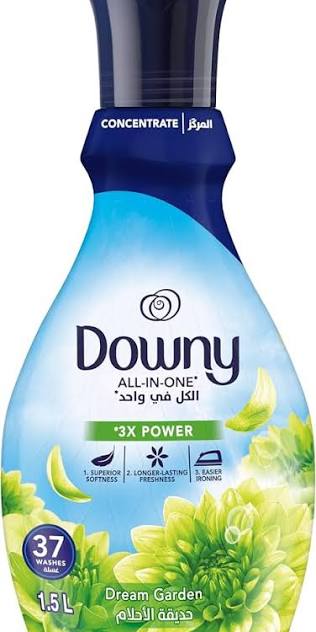 CONCENTRATE | المركّز
Downy
ALL-IN-ONE*
*الكل في واحد
*3X POWER
1. SUPERIOR
SOFTNESS
2. LONGER-LASTING
FRESHNESS
3. EASIER
IRONING
37
WASHES
غسلة
1.5 L
Dream Garden
حديقة الأحلام